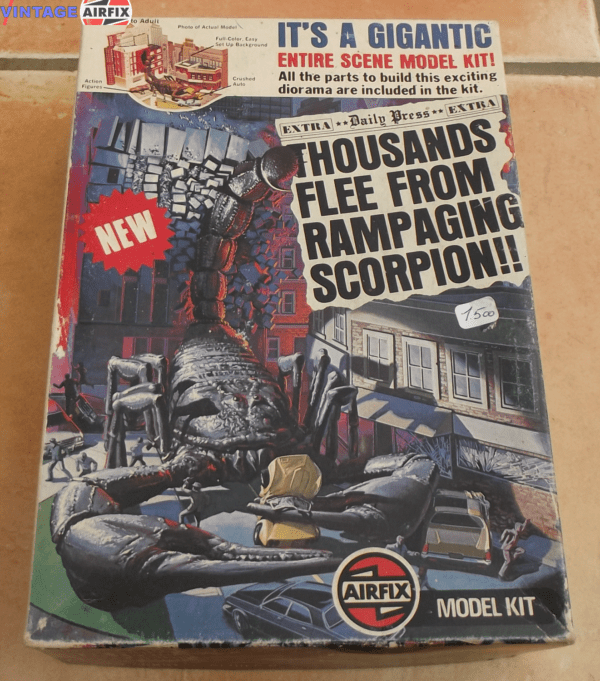 VINTAGE AIRFIX
to Adult
Photo of Actual Model
Full-Color, Easy
Set Up Background
Action
Figures
Crushed
Auto
IT'S A GIGANTIC
ENTIRE SCENE MODEL KIT!
All the parts to build this exciting
diorama are included in the kit.
EXTRA ★★ Daily Press ★★ EXTRA
THOUSANDS
FLEE FROM
RAMPAGING
SCORPION!!
NEW
1.500
AIRFIX
MODEL KIT